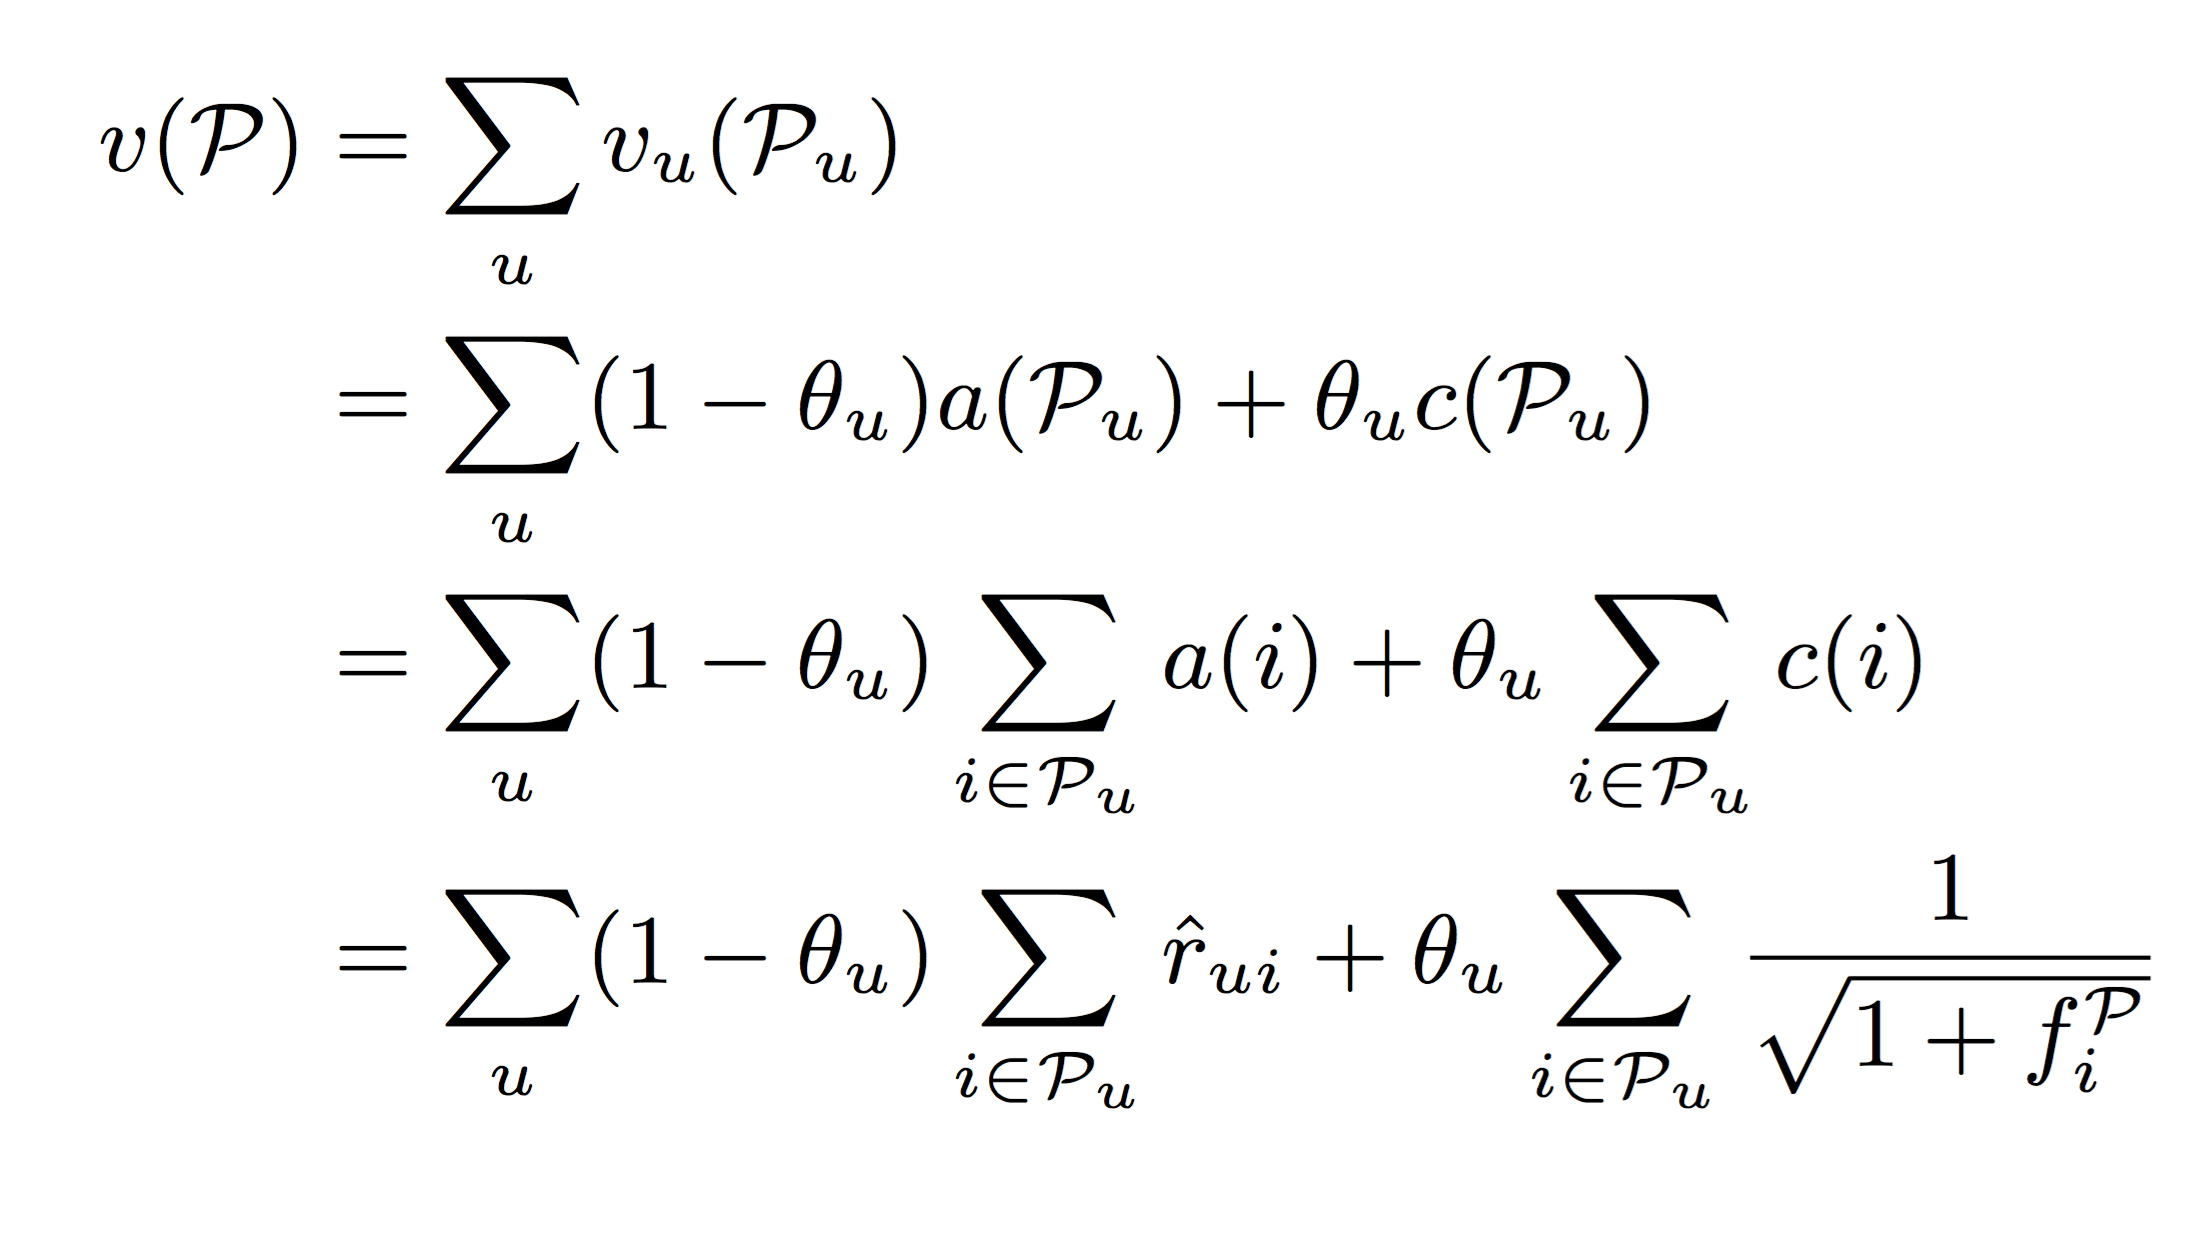 v(𝒫) = ∑_u v_u(𝒫_u)
= ∑_u (1 − θ_u)a(𝒫_u) + θ_u c(𝒫_u)
= ∑_u (1 − θ_u) ∑_{i∈𝒫_u} a(i) + θ_u ∑_{i∈𝒫_u} c(i)
= ∑_u (1 − θ_u) ∑_{i∈𝒫_u} r̂_{ui} + θ_u ∑_{i∈𝒫_u} 1/√(1 + f_i^𝒫)